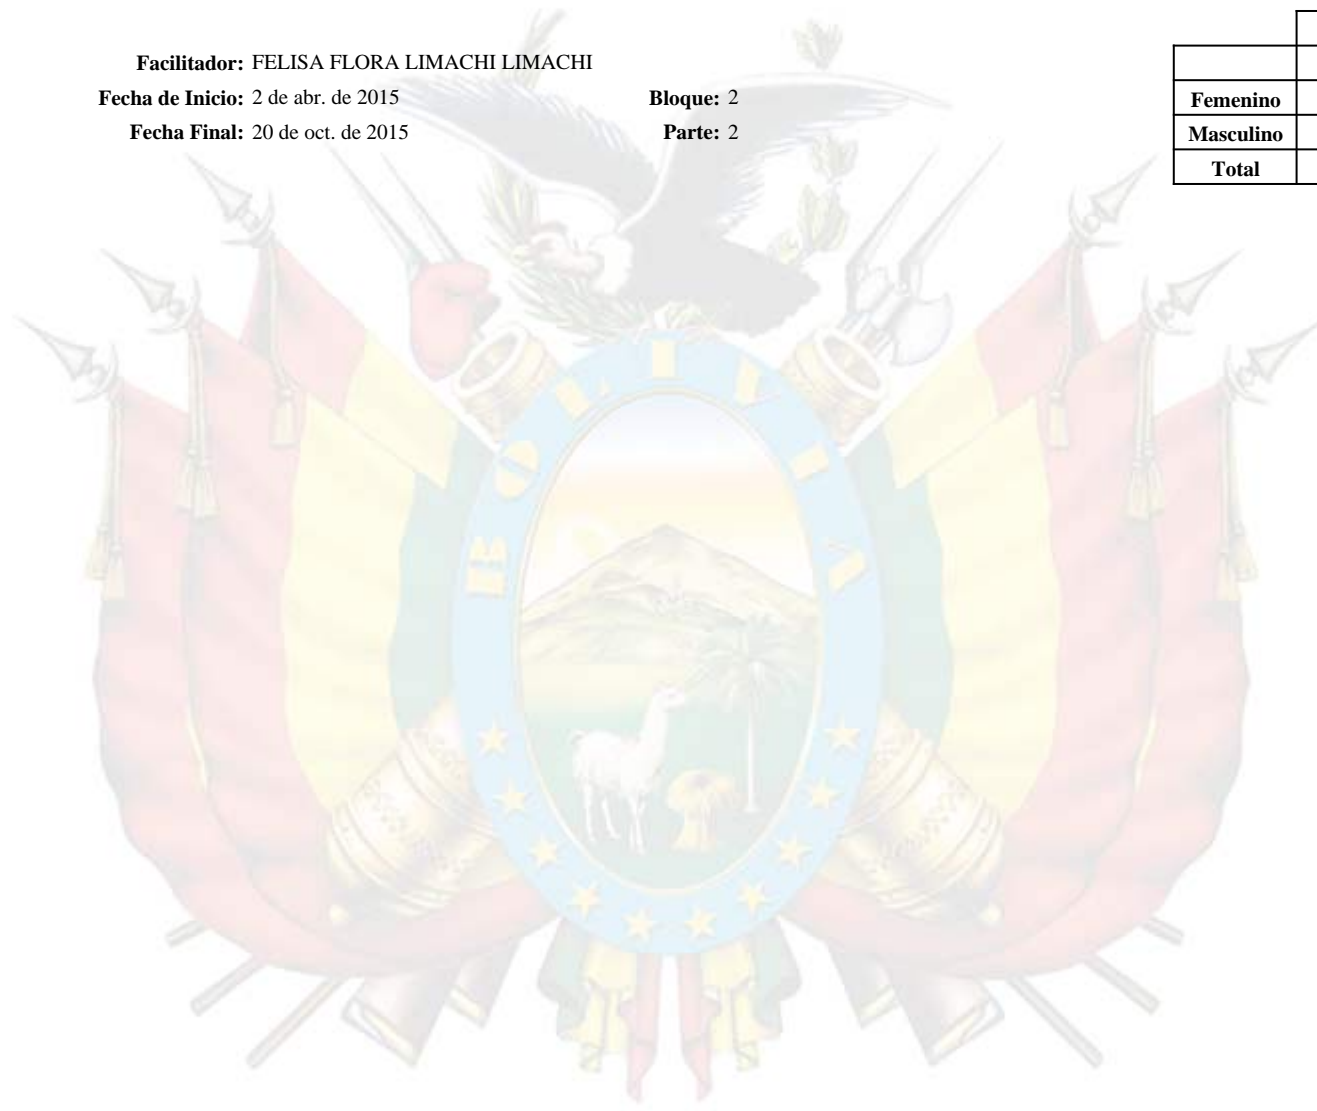 Facilitador: FELISA FLORA LIMACHI LIMACHI
Fecha de Inicio: 2 de abr. de 2015 Bloque: 2
Fecha Final: 20 de oct. de 2015 Parte: 2
Femenino
Masculino
Total
BOLIVIA